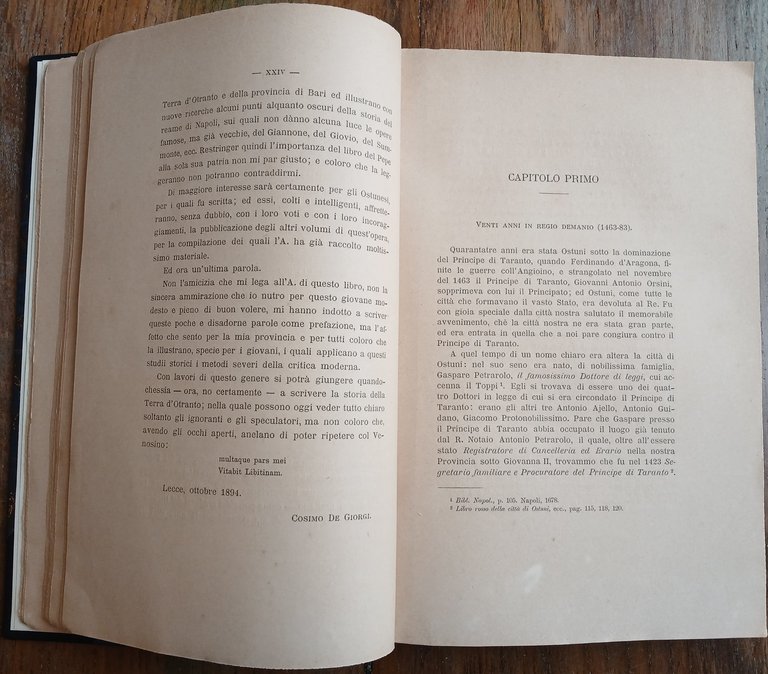 — XXIV —
Terra d'Otranto e della provincia di Bari ed illustrano con
nuove ricerche alcuni punti alquanto oscuri della storia del
reame di Napoli, sui quali non dànno alcuna luce le opere
famose, ma già vecchie, del Giannone, del Giovio, del Sum-
monte, ecc. Restringer quindi l'importanza del libro del Pepe
alla sola sua patria non mi par giusto; e coloro che la leg-
geranno non potranno contraddirmi.
Di maggiore interesse sarà certamente per gli Ostunesi,
per i quali fu scritta; ed essi, colti e intelligenti, affrette-
ranno, senza dubbio, con i loro voti e con i loro incorag-
giamenti, la pubblicazione degli altri volumi di quest'opera,
per la compilazione dei quali l'A. ha già raccolto moltis-
simo materiale.
Ed ora un'ultima parola.
Non l'amicizia che mi lega all'A. di questo libro, non la
sincera ammirazione che io nutro per questo giovane mo-
desto e pieno di buon volere, mi hanno indotto a scriver
queste poche e disadorne parole come prefazione, ma l'af-
fetto che sento per la mia provincia e per tutti coloro che
la illustrano, specie per i giovani, i quali applicano a questi
studii storici i metodi severi della critica moderna.
Con lavori di questo genere si potrà giungere quando-
chessia — ora, no certamente — a scrivere la storia della
Terra d'Otranto; nella quale possono oggi veder tutto chiaro
soltanto gli ignoranti e gli speculatori, ma non coloro che,
avendo gli occhi aperti, anelano di poter ripetere col Ve-
nosino:
multaque pars mei
Vitabit Libitinam.
Lecce, ottobre 1894.
COSIMO DE GIORGI.
CAPITOLO PRIMO
VENTI ANNI IN REGIO DEMANIO (1463-83).
Quarantatre anni era stata Ostuni sotto la dominazione
del Principe di Taranto, quando Ferdinando d'Aragona, fi-
nite le guerre coll'Angioino, e strangolato nel novembre
del 1463 il Principe di Taranto, Giovanni Antonio Orsini,
sopprimeva con lui il Principato; ed Ostuni, come tutte le
città che formavano il vasto Stato, era devoluta al Re. Fu
con gioia speciale dalla città nostra salutato il memorabile
avvenimento, chè la città nostra ne era stata gran parte,
ed era entrata in quella che a noi pare congiura contro il
Principe di Taranto.
A quel tempo di un nome chiaro era altera la città di
Ostuni: nel suo seno era nato, di nobilissima famiglia,
Gaspare Petrarolo, il famosissimo Dottore di leggi, cui ac-
cenna il Toppi¹. Egli si trovava di essere uno dei quat-
tro Dottori in legge di cui si era circondato il Principe di
Taranto: erano gli altri tre Antonio Ajello, Antonio Gui-
dano, Giacomo Protonobilissimo. Pare che Gaspare presso
il Principe di Taranto abbia occupato il luogo già tenuto
dal R. Notaio Antonio Petrarolo, il quale, oltre all'essere
stato Registratore di Cancelleria ed Erario nella nostra
Provincia sotto Giovanna II, trovammo che fu nel 1423 Se-
gretario familiare e Procuratore del Principe di Taranto².
¹ Bibl. Napol., p. 105. Napoli, 1678.
² Libro rosso della città di Ostuni, ecc., pag. 115, 118, 120.